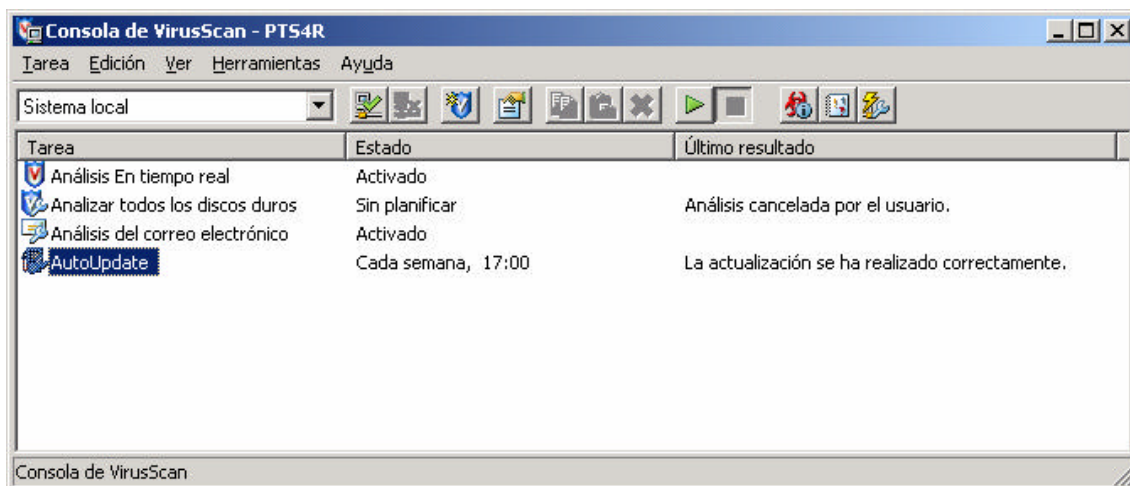 Consola de VirusScan - PTS4R
Tarea Edición Ver Herramientas Ayuda
Sistema local
Tarea Estado Último resultado
Análisis En tiempo real Activado
Analizar todos los discos duros Sin planificar Análisis cancelada por el usuario.
Análisis del correo electrónico Activado
AutoUpdate Cada semana, 17:00 La actualización se ha realizado correctamente.
Consola de VirusScan